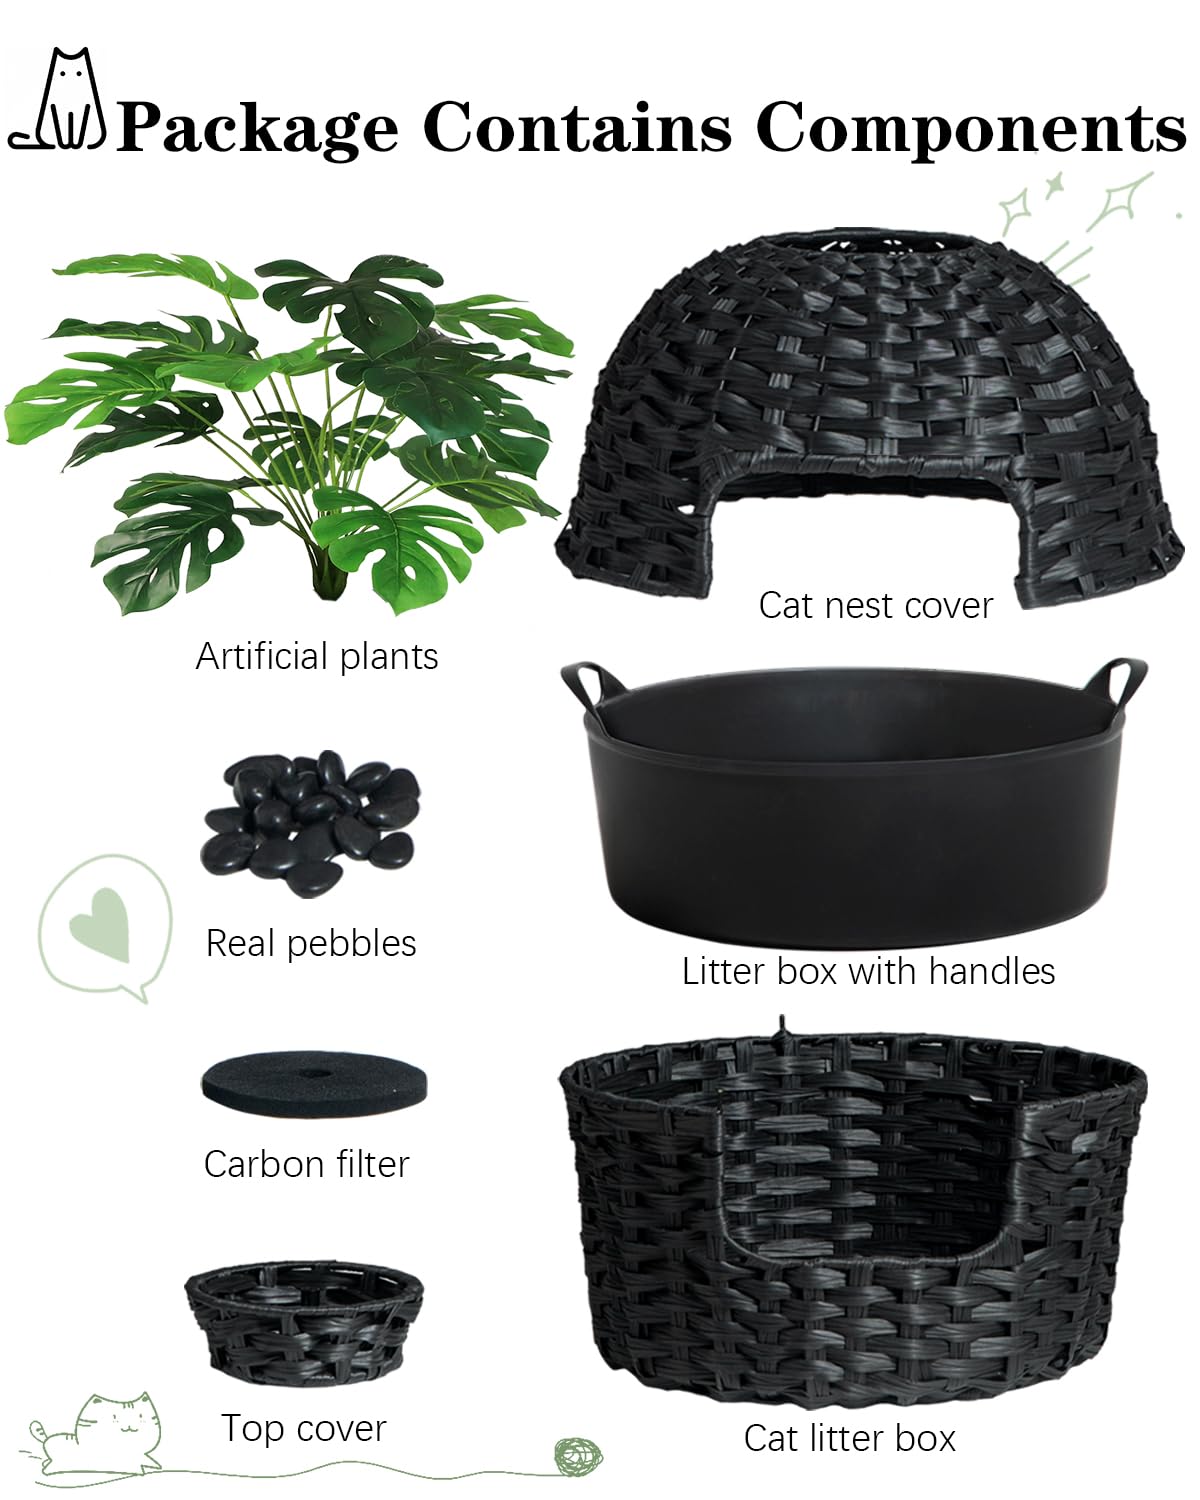 Package Contains Components
Artificial plants
Cat nest cover
Real pebbles
Litter box with handles
Carbon filter
Top cover
Cat litter box